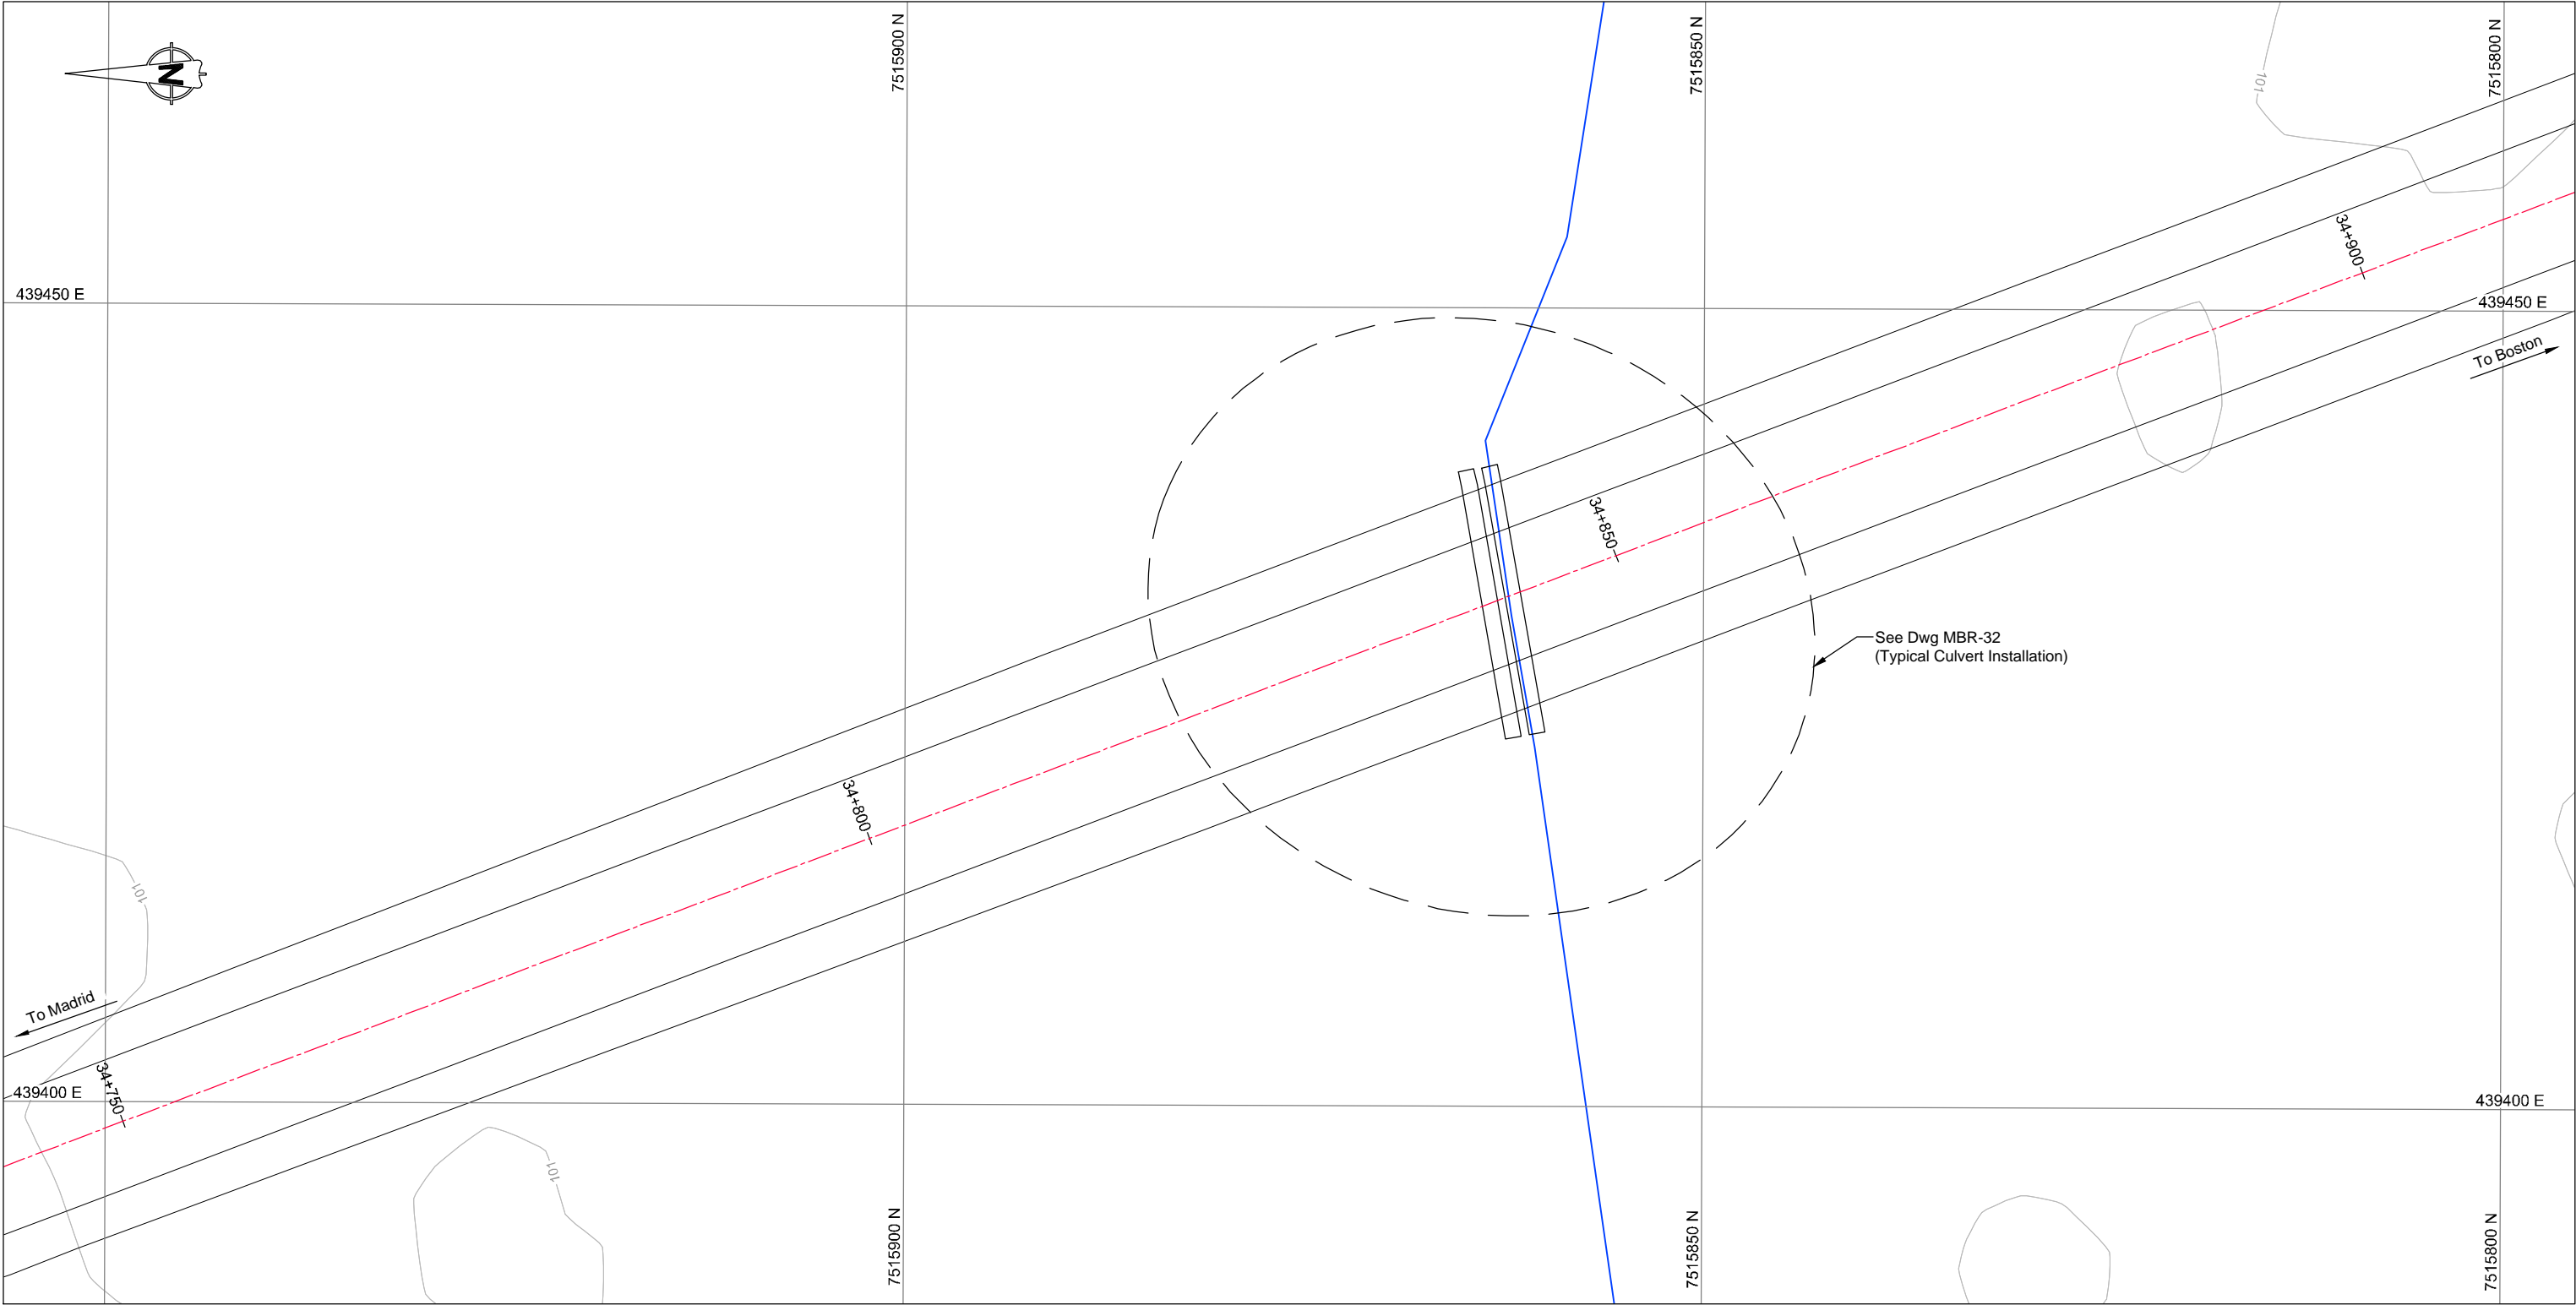 N
7515900 N
7515850 N
7515800 N
101
34+900
439450 E
439450 E
To Boston
34+850
See Dwg MBR-32
(Typical Culvert Installation)
34+800
101
To Madrid
34+750
439400 E
439400 E
101
7515900 N
7515850 N
7515800 N